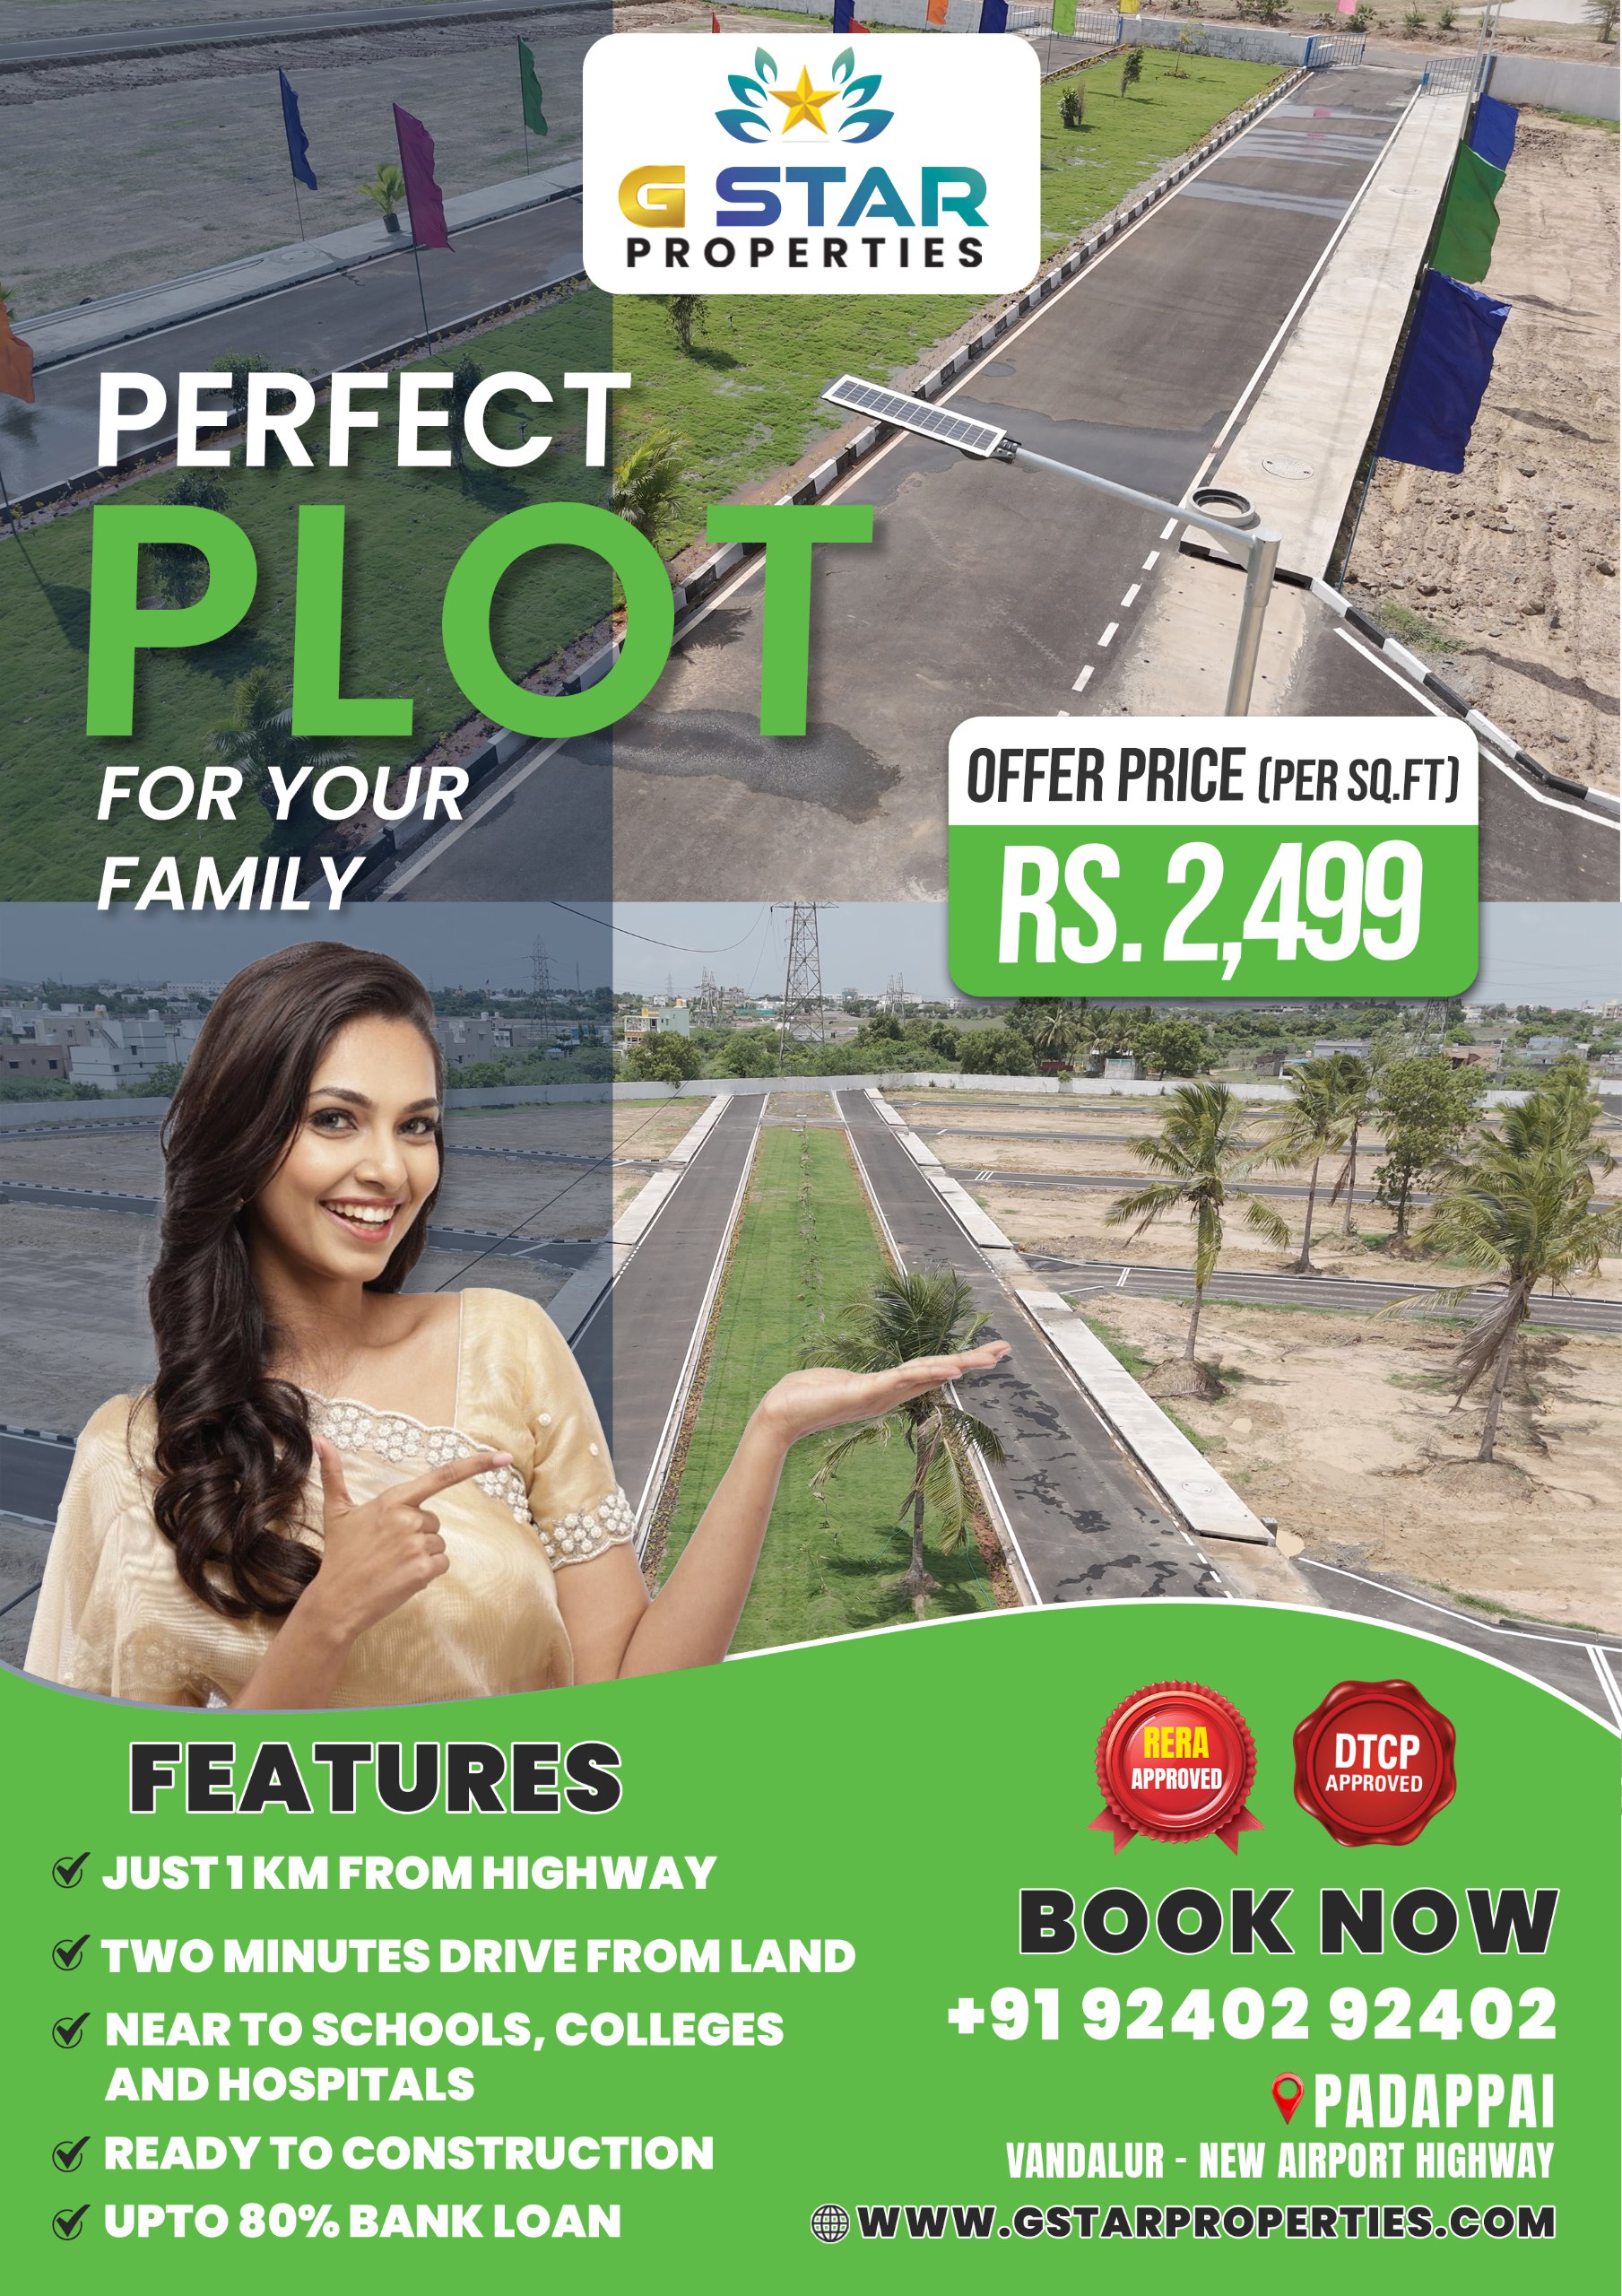 G STAR
PROPERTIES
PERFECT
PLOT
FOR YOUR
FAMILY
OFFER PRICE (PER SQ.FT)
RS. 2,499
FEATURES
JUST 1 KM FROM HIGHWAY
TWO MINUTES DRIVE FROM LAND
NEAR TO SCHOOLS, COLLEGES
AND HOSPITALS
READY TO CONSTRUCTION
UPTO 80% BANK LOAN
RERA
APPROVED
DTCP
APPROVED
BOOK NOW
+91 92402 92402
PADAPPAI
VANDALUR - NEW AIRPORT HIGHWAY
WWW.GSTARPROPERTIES.COM